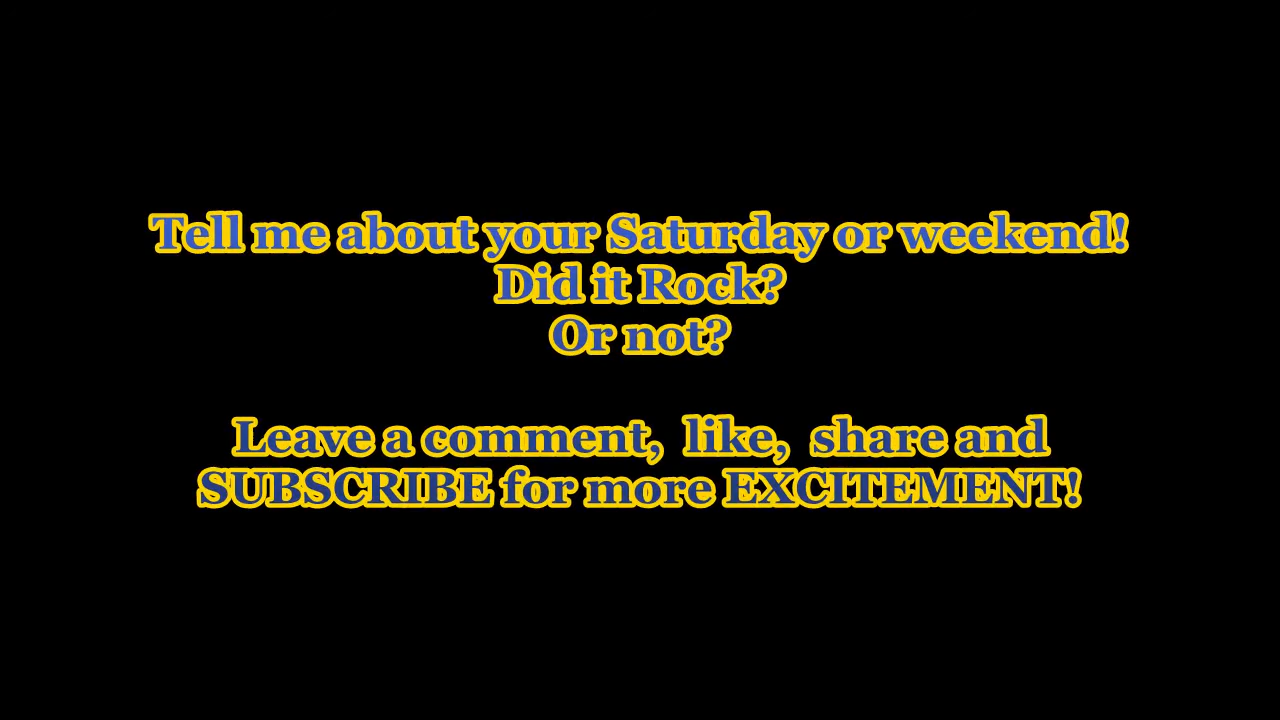 Tell me about your Saturday or weekend!
Did it Rock?
Or not?
Leave a comment,  like,  share and
SUBSCRIBE for more EXCITEMENT!